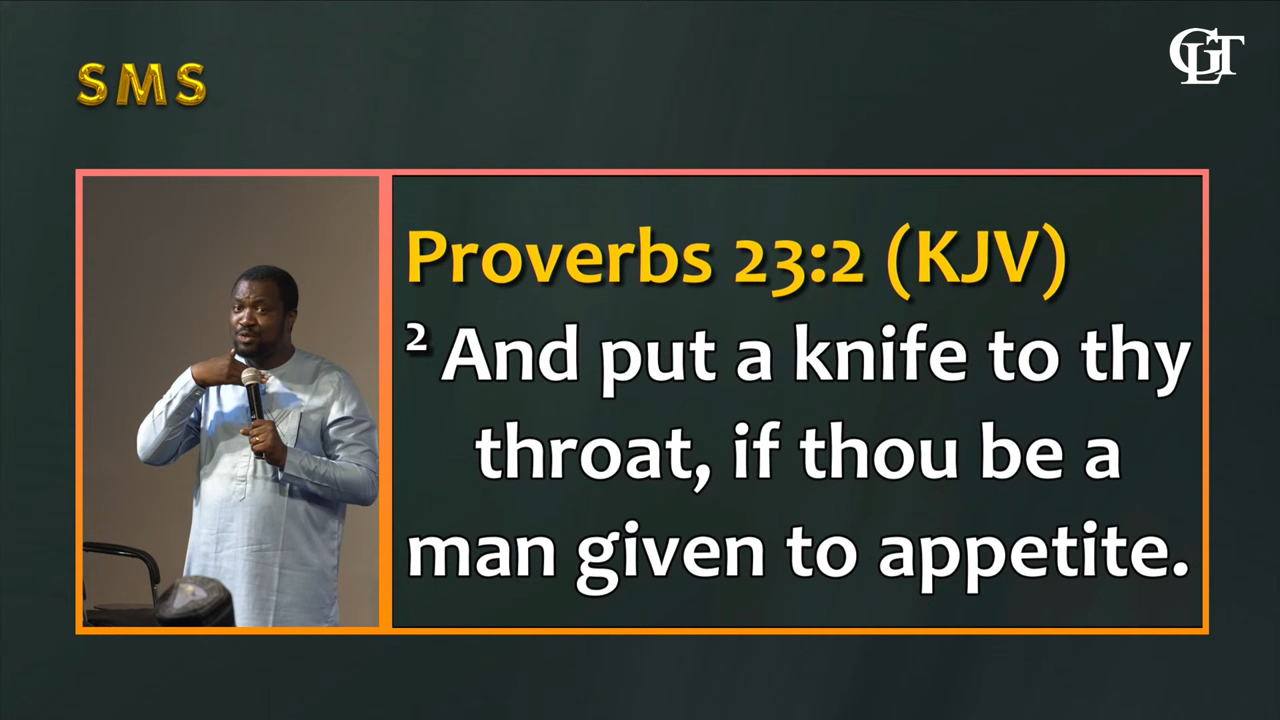 SMS
GLT
Proverbs 23:2 (KJV)
² And put a knife to thy
throat, if thou be a
man given to appetite.